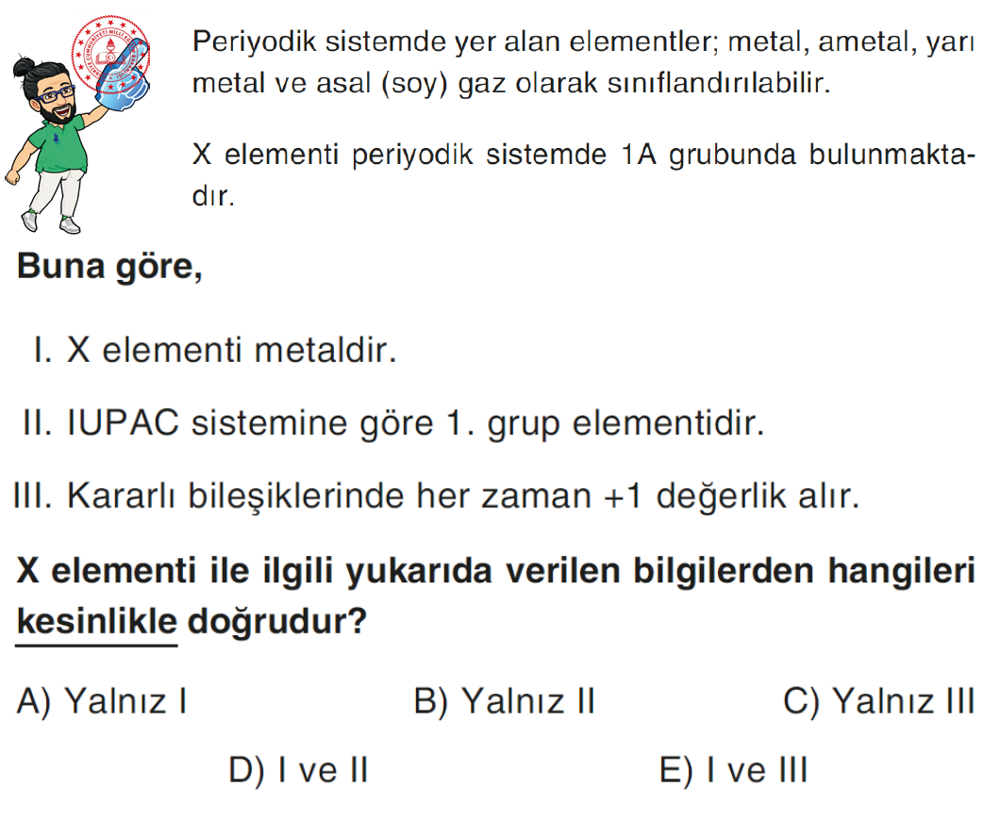 Periyodik sistemde yer alan elementler; metal, ametal, yarı
metal ve asal (soy) gaz olarak sınıflandırılabilir.
X elementi periyodik sistemde 1A grubunda bulunmakta-
dır.
Buna göre,
I. X elementi metaldir.
II. IUPAC sistemine göre 1. grup elementidir.
III. Kararlı bileşiklerinde her zaman +1 değerlik alır.
X elementi ile ilgili yukarıda verilen bilgilerden hangileri
kesinlikle doğrudur?
A) Yalnız I B) Yalnız II C) Yalnız III
D) I ve II E) I ve III